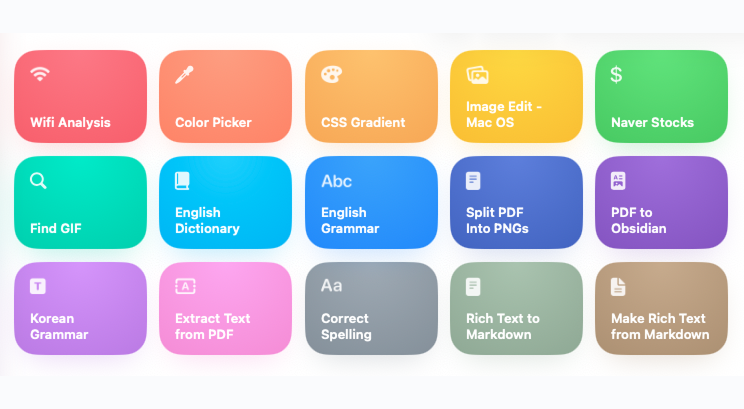 Wifi Analysis
Color Picker
CSS Gradient
Image Edit -
Mac OS
$
Naver Stocks
Find GIF
English
Dictionary
Abc
English
Grammar
Split PDF
Into PNGs
PDF to
Obsidian
T
Korean
Grammar
A
Extract Text
from PDF
Aa
Correct
Spelling
Rich Text to
Markdown
Make Rich Text
from Markdown